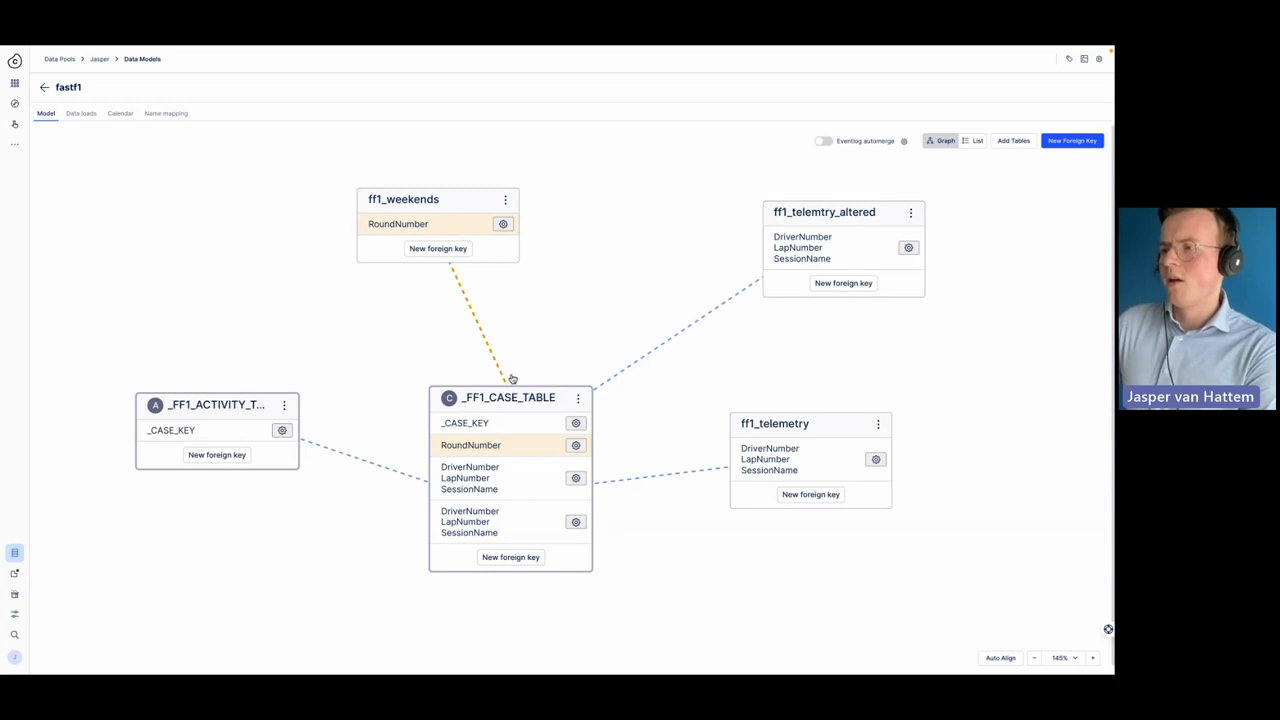 Data Pools > Jasper > Data Models
fastf1
Model Data loads Calendar Name mapping
Eventlog automerge Graph List Add Tables New Foreign Key
ff1_weekends
RoundNumber
New foreign key
ff1_telemtry_altered
DriverNumber
LapNumber
SessionName
New foreign key
A _FF1_ACTIVITY_T...
_CASE_KEY
New foreign key
C _FF1_CASE_TABLE
_CASE_KEY
RoundNumber
DriverNumber
LapNumber
SessionName
DriverNumber
LapNumber
SessionName
New foreign key
ff1_telemetry
DriverNumber
LapNumber
SessionName
New foreign key
Jasper van Hattem
J
Auto Align − 145% +